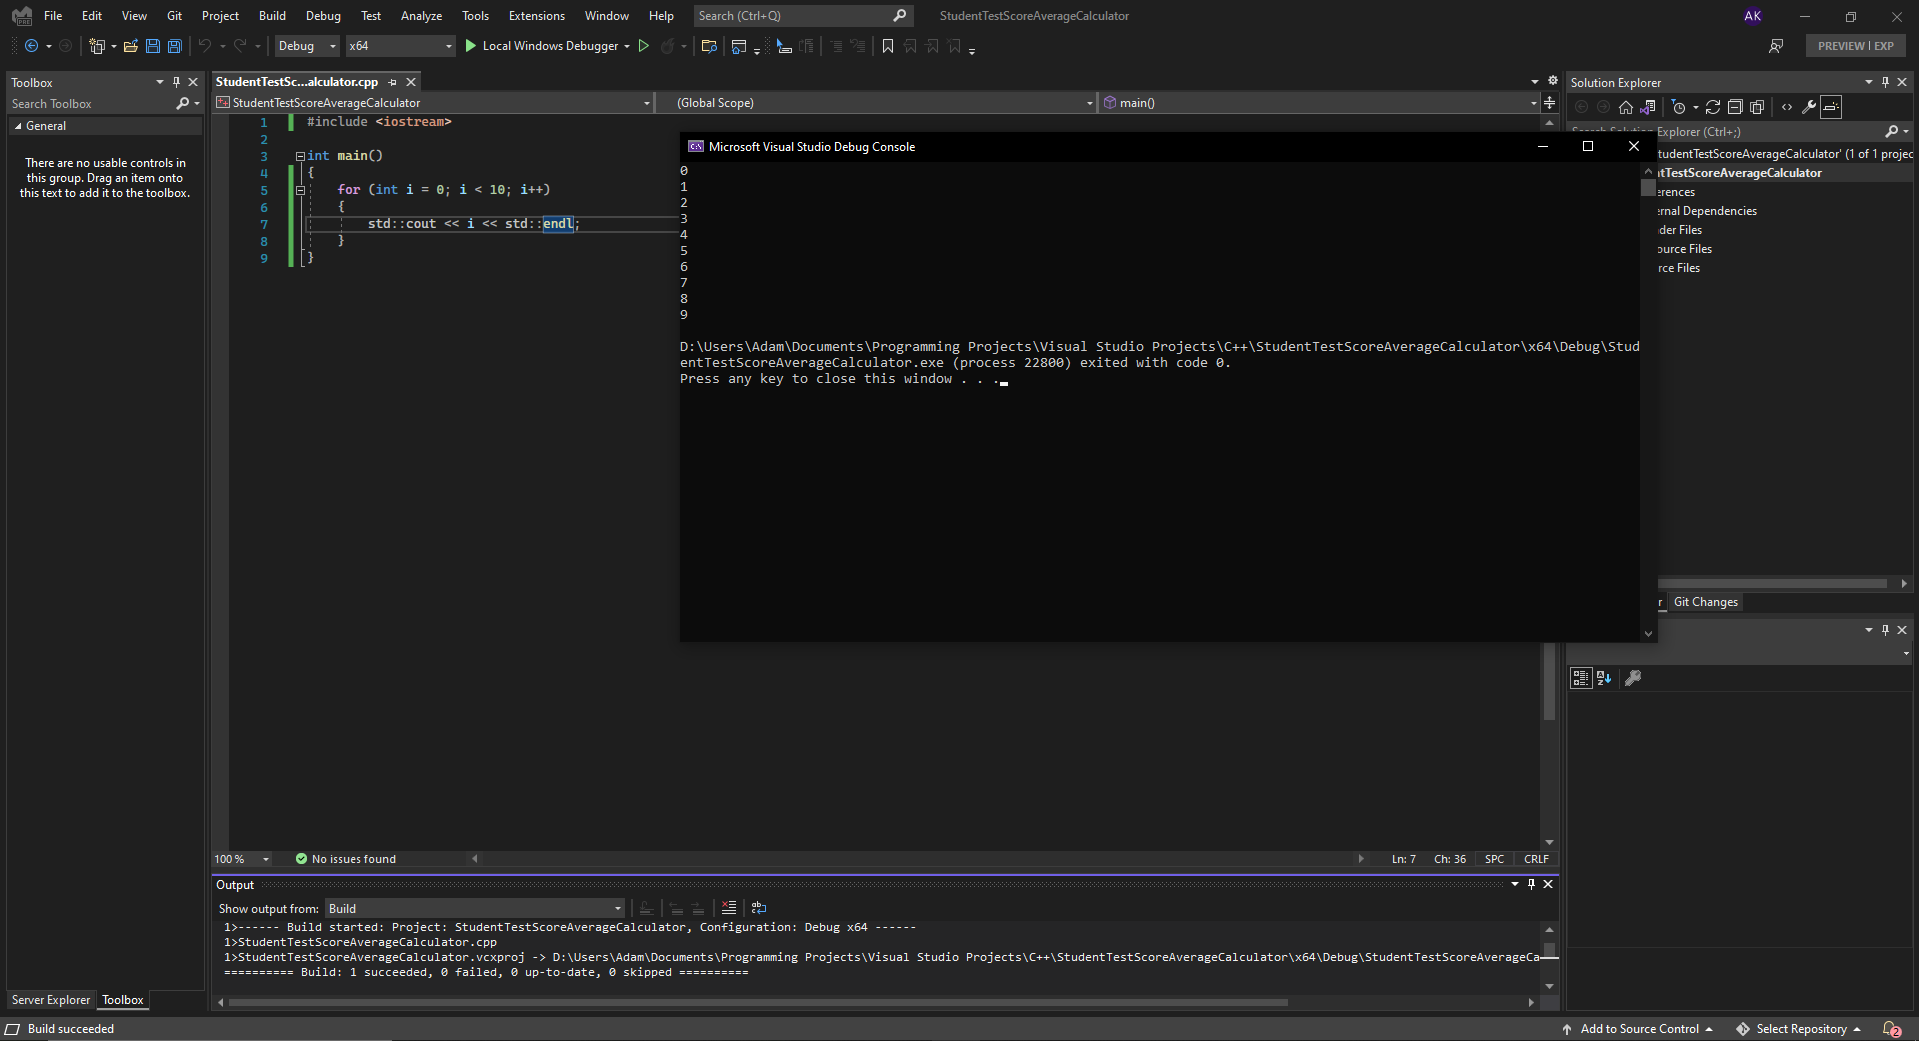 File Edit View Git Project Build Debug Test Analyze Tools Extensions Window Help Search (Ctrl+Q) StudentTestScoreAverageCalculator AK
Debug x64 Local Windows Debugger PREVIEW | EXP
Toolbox
Search Toolbox
General
There are no usable controls in
this group. Drag an item onto
this text to add it to the toolbox.
Server Explorer Toolbox
StudentTestSc...alculator.cpp
StudentTestScoreAverageCalculator (Global Scope) main()
1 #include <iostream>
2
3 int main()
4 {
5 for (int i = 0; i < 10; i++)
6 {
7 std::cout << i << std::endl;
8 }
9 }
Microsoft Visual Studio Debug Console
0
1
2
3
4
5
6
7
8
9
D:\Users\Adam\Documents\Programming Projects\Visual Studio Projects\C++\StudentTestScoreAverageCalculator\x64\Debug\Stud
entTestScoreAverageCalculator.exe (process 22800) exited with code 0.
Press any key to close this window . . .
Solution Explorer
Search Solution Explorer (Ctrl+;)
tudentTestScoreAverageCalculator' (1 of 1 projec
ntTestScoreAverageCalculator
erences
ernal Dependencies
der Files
ource Files
rce Files
r Git Changes
100 % No issues found Ln: 7 Ch: 36 SPC CRLF
Output
Show output from: Build
1>------ Build started: Project: StudentTestScoreAverageCalculator, Configuration: Debug x64 ------
1>StudentTestScoreAverageCalculator.cpp
1>StudentTestScoreAverageCalculator.vcxproj -> D:\Users\Adam\Documents\Programming Projects\Visual Studio Projects\C++\StudentTestScoreAverageCalculator\x64\Debug\StudentTestScoreAverageCa
========== Build: 1 succeeded, 0 failed, 0 up-to-date, 0 skipped ==========
Build succeeded Add to Source Control Select Repository 2